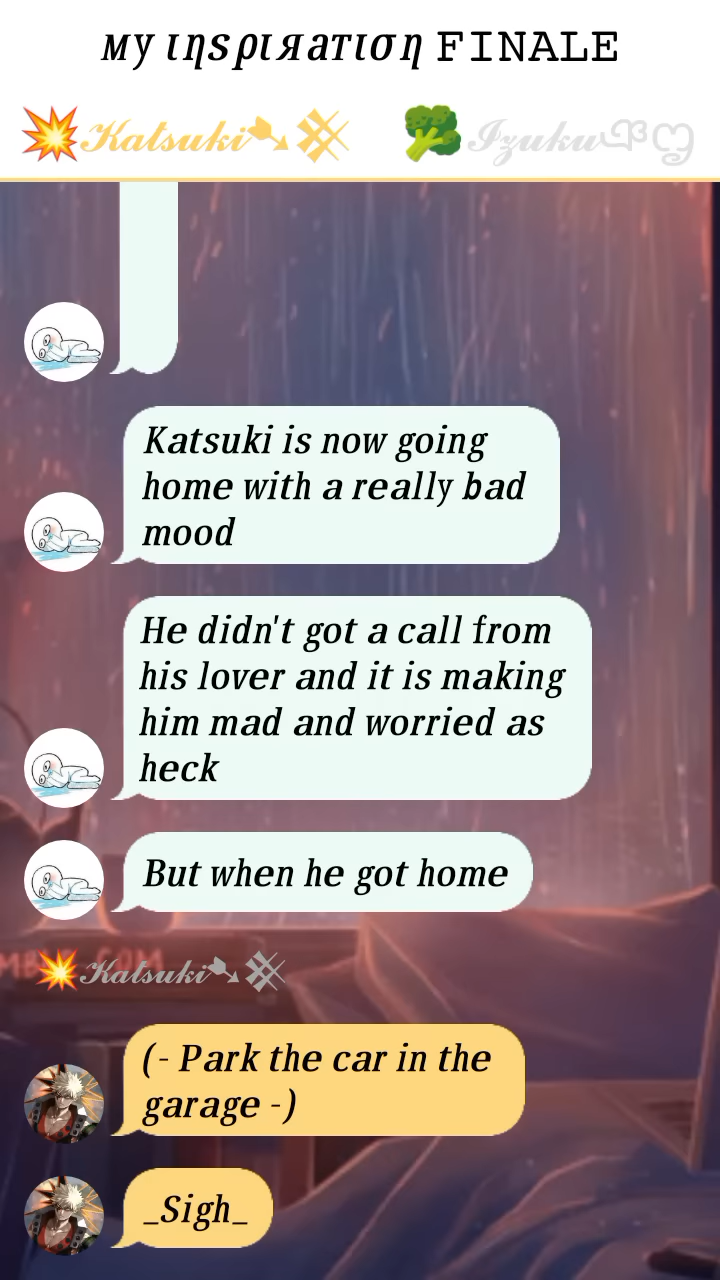 мy ιηѕριяатιση FINALE
💥𝓚𝓪𝓽𝓼𝓾𝓴𝓲 🥦𝓘𝔃𝓾𝓴𝓾
Katsuki is now going
home with a really bad
mood
He didn't got a call from
his lover and it is making
him mad and worried as
heck
But when he got home
💥𝓚𝓪𝓽𝓼𝓾𝓴𝓲
(- Park the car in the
garage -)
_Sigh_